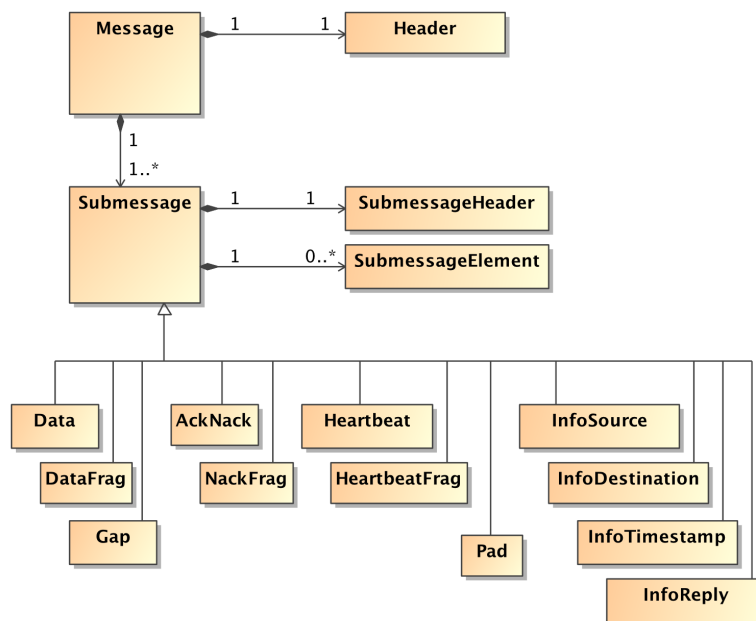 Message
1
1
Header
1
1..*
Submessage
1
1
SubmessageHeader
1
0..*
SubmessageElement
Data
AckNack
Heartbeat
InfoSource
DataFrag
NackFrag
HeartbeatFrag
InfoDestination
Gap
Pad
InfoTimestamp
InfoReply